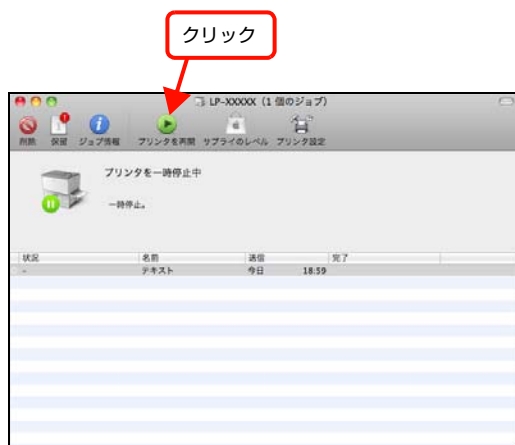 クリック
LP-XXXXX（1 個のジョブ）
削除 保留 ジョブ情報 プリンタを再開 サプライのレベル プリンタ設定
プリンタを一時停止中
一時停止。
状況 名前 送信 完了
- テキスト 今日 18:59